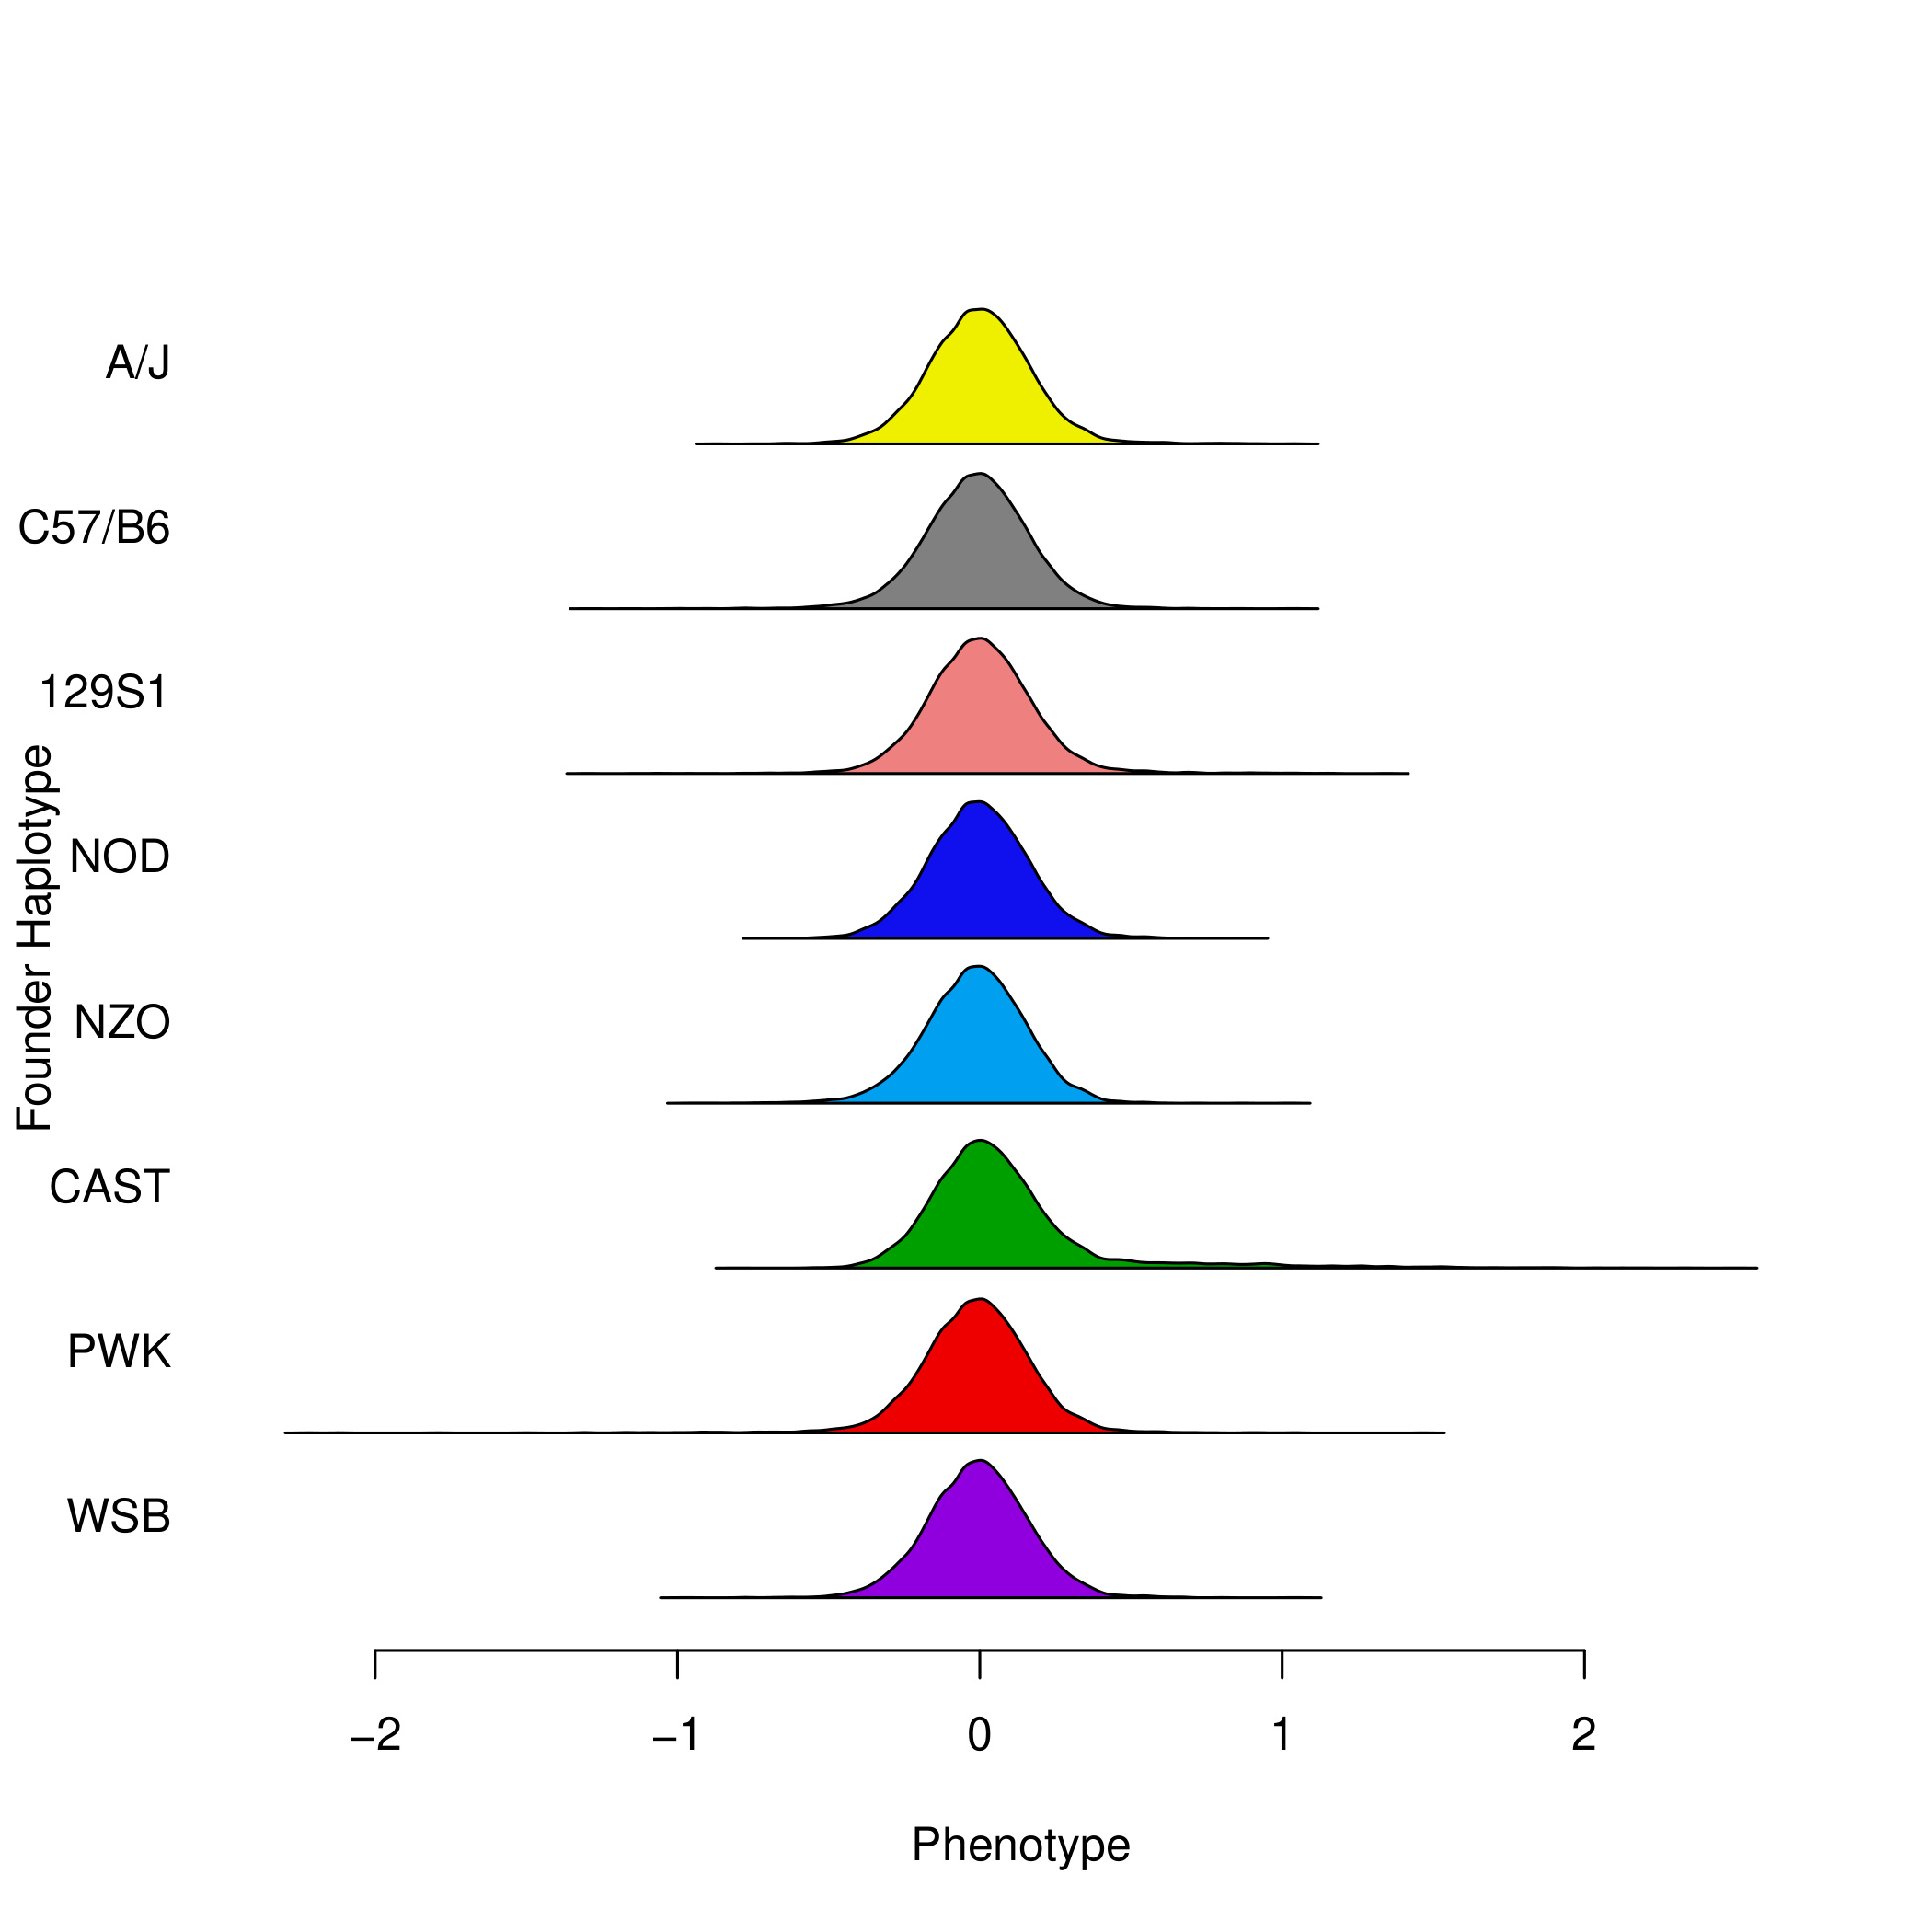 A/J
C57/B6
129S1
NOD
NZO
CAST
PWK
WSB
Founder Haplotype
−2 −1 0 1 2
Phenotype